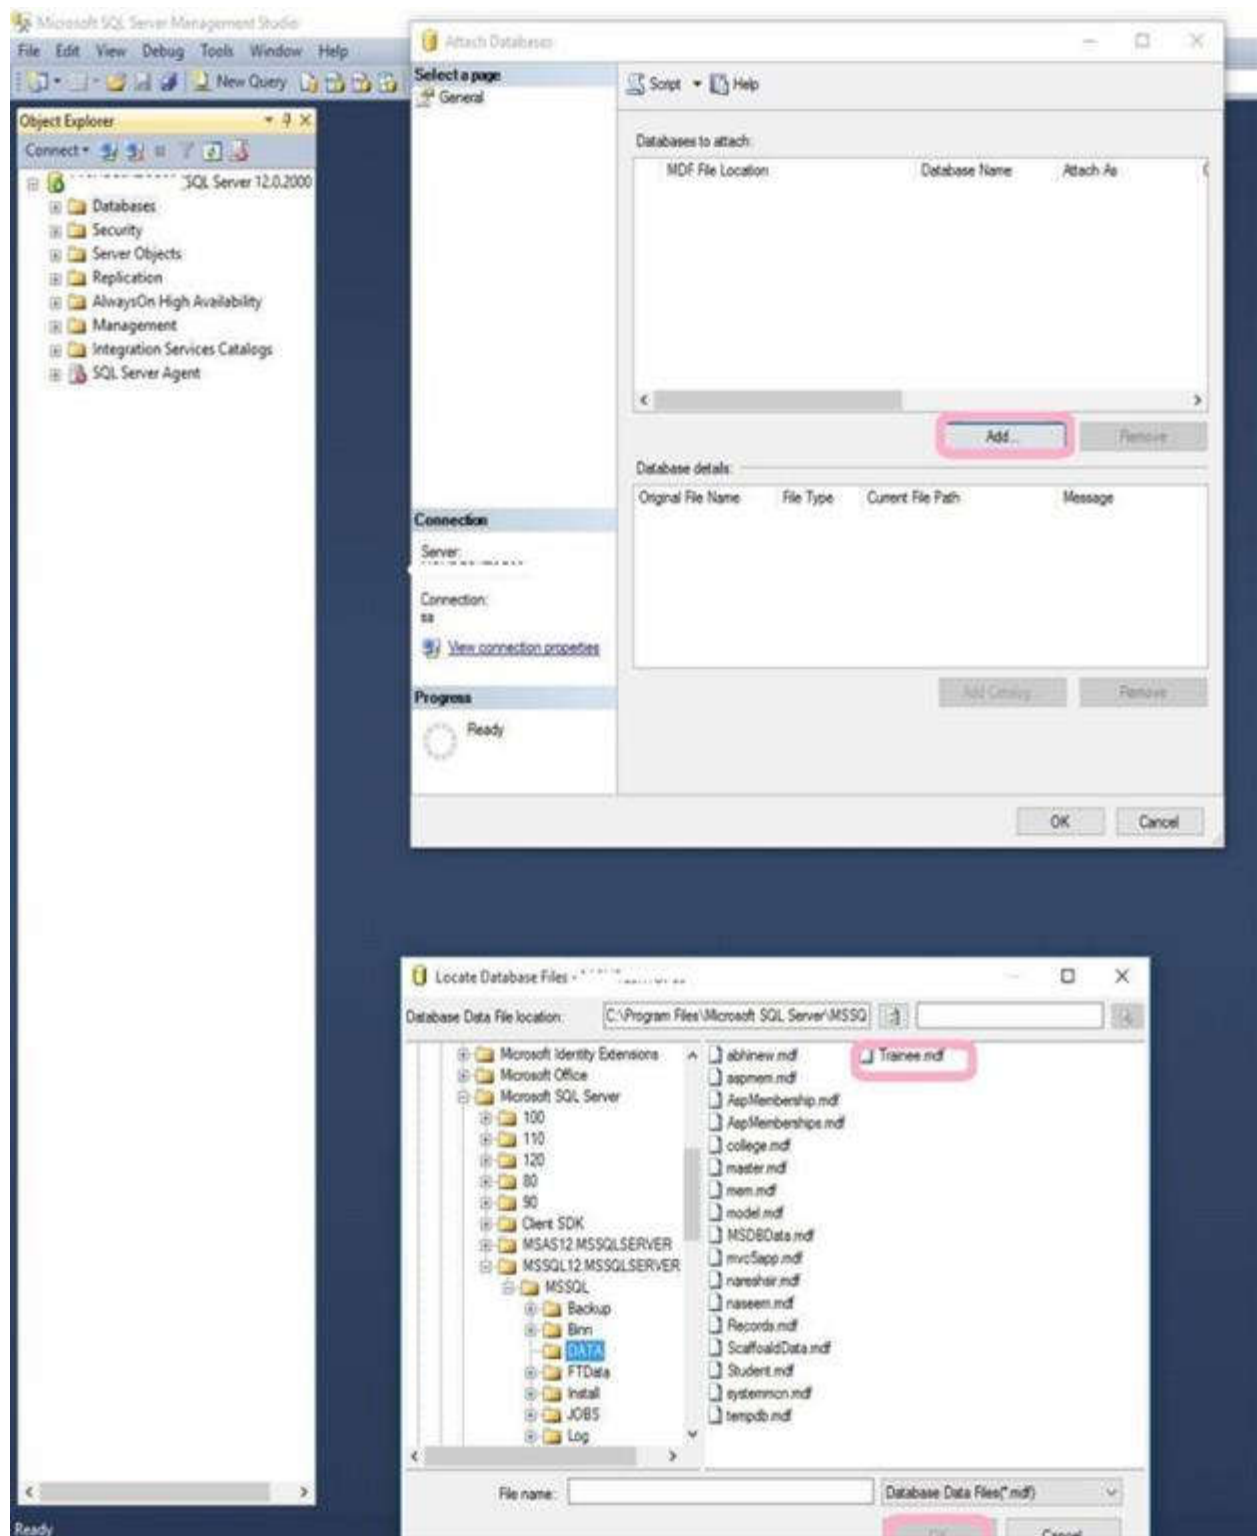 Microsoft SQL Server Management Studio
File Edit View Debug Tools Window Help
New Query
Object Explorer
Connect
SQL Server 12.0.2000
Databases
Security
Server Objects
Replication
AlwaysOn High Availability
Management
Integration Services Catalogs
SQL Server Agent
Ready
Attach Databases
Select a page
General
Script Help
Databases to attach:
MDF File Location Database Name Attach As
Add... Remove
Database details:
Original File Name File Type Current File Path Message
Add Catalog Remove
Connection
Server:
Connection:
sa
View connection properties
Progress
Ready
OK Cancel
Locate Database Files -
Database Data File location: C:\Program Files\Microsoft SQL Server\MSSQ
Microsoft Identity Extensions
Microsoft Office
Microsoft SQL Server
100
110
120
80
90
Client SDK
MSAS12.MSSQLSERVER
MSSQL12.MSSQLSERVER
MSSQL
Backup
Binn
DATA
FTData
Install
JOBS
Log
abhinew.mdf
aspmem.mdf
AspMembership.mdf
AspMemberships.mdf
college.mdf
master.mdf
mem.mdf
model.mdf
MSDBData.mdf
mvc5app.mdf
nareshsir.mdf
naseem.mdf
Records.mdf
ScaffoaldData.mdf
Student.mdf
systemmcn.mdf
tempdb.mdf
Trainee.mdf
File name: Database Data Files(*.mdf)
OK Cancel